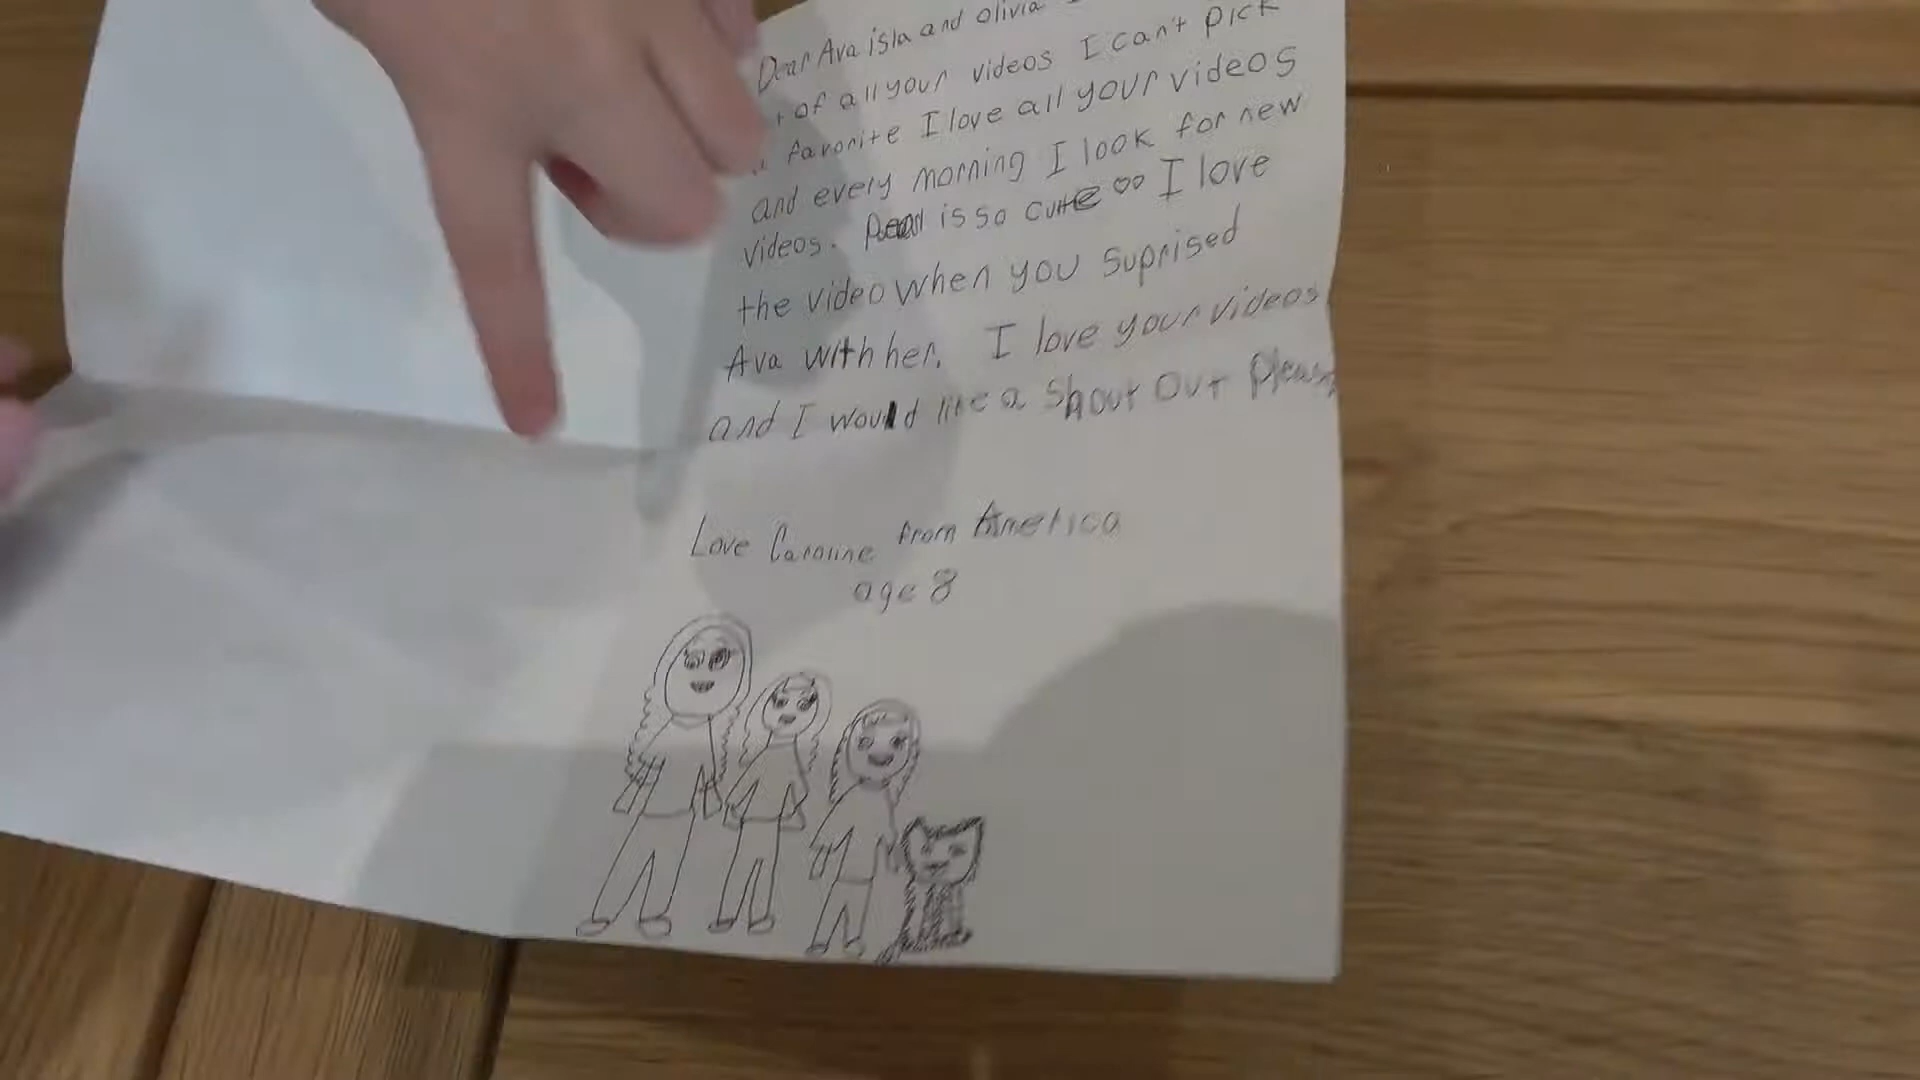 Dear Ava isla and olivia
of all your videos I can't pick
favorite I love all your videos
and every morning I look for new
videos. Pearl is so cute I love
the video when you suprised
Ava with her. I love your videos
and I would like a Shout Out Please
Love Caroline from America
age 8